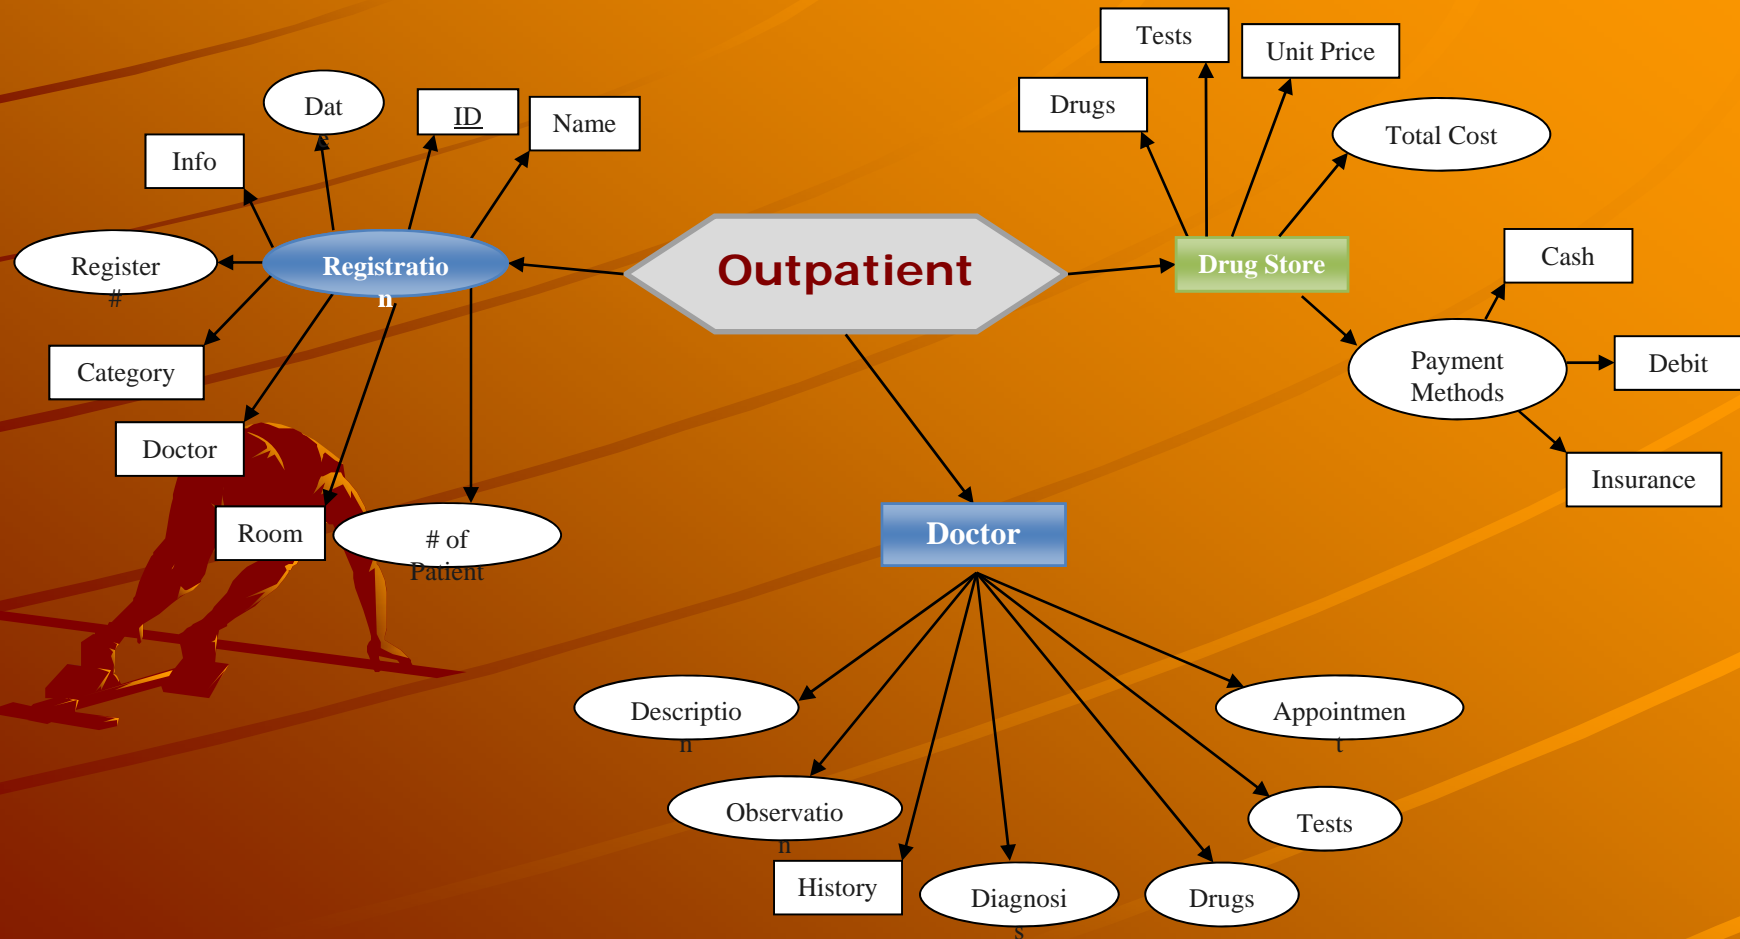 Tests
Unit Price
Dat
e
ID
Name
Drugs
Total Cost
Info
Register
#
Registratio
n
Outpatient
Drug Store
Cash
Category
Payment
Methods
Debit
Doctor
Insurance
Room
# of
Patient
Doctor
Descriptio
n
Appointmen
t
Observatio
n
Tests
History
Diagnosi
s
Drugs